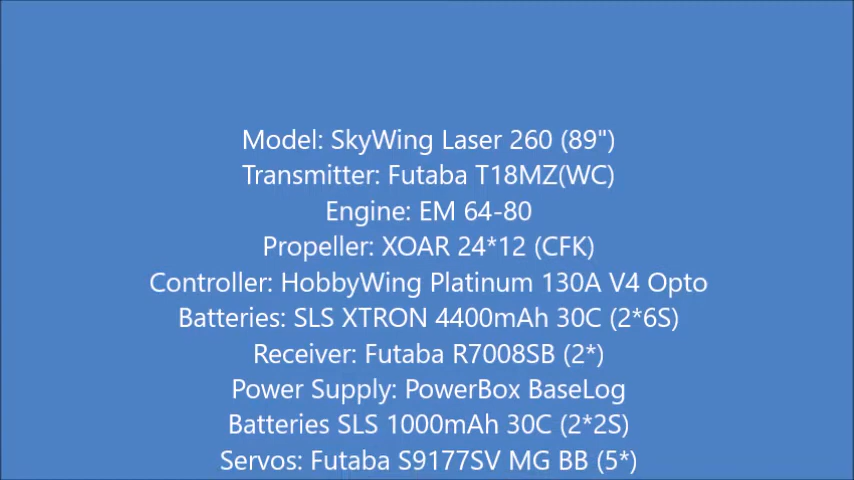 Model: SkyWing Laser 260 (89")
Transmitter: Futaba T18MZ(WC)
Engine: EM 64-80
Propeller: XOAR 24*12 (CFK)
Controller: HobbyWing Platinum 130A V4 Opto
Batteries: SLS XTRON 4400mAh 30C (2*6S)
Receiver: Futaba R7008SB (2*)
Power Supply: PowerBox BaseLog
Batteries SLS 1000mAh 30C (2*2S)
Servos: Futaba S9177SV MG BB (5*)